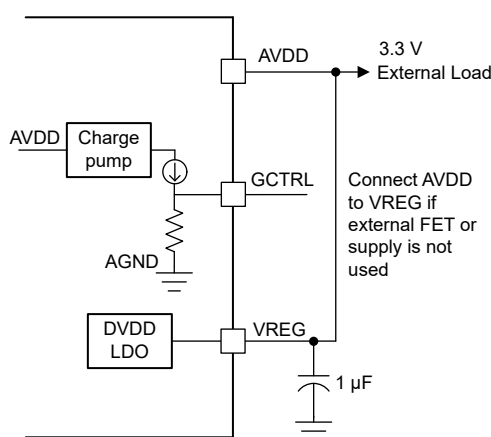 AVDD
3.3 V
External Load
AVDD
Charge
pump
GCTRL
Connect AVDD
to VREG if
external FET or
supply is not
used
AGND
DVDD
LDO
VREG
1 µF